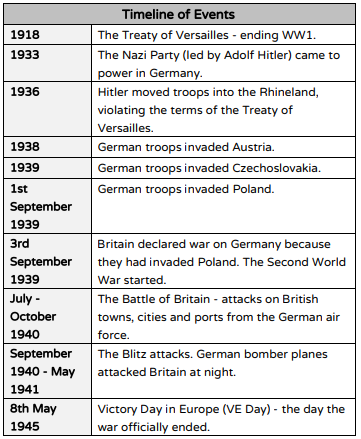 Timeline of Events
1918
The Treaty of Versailles - ending WW1.
1933
The Nazi Party (led by Adolf Hitler) came to
power in Germany.
1936
Hitler moved troops into the Rhineland,
violating the terms of the Treaty of
Versailles.
1938
German troops invaded Austria.
1939
German troops invaded Czechoslovakia.
1st
September
1939
German troops invaded Poland.
3rd
September
1939
Britain declared war on Germany because
they had invaded Poland. The Second World
War started.
July -
October
1940
The Battle of Britain - attacks on British
towns, cities and ports from the German air
force.
September
1940 - May
1941
The Blitz attacks. German bomber planes
attacked Britain at night.
8th May
1945
Victory Day in Europe (VE Day) - the day the
war officially ended.